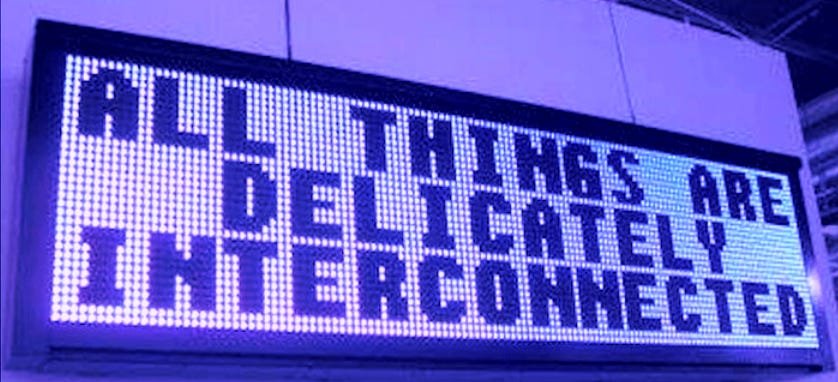 ALL THINGS ARE
DELICATELY
INTERCONNECTED